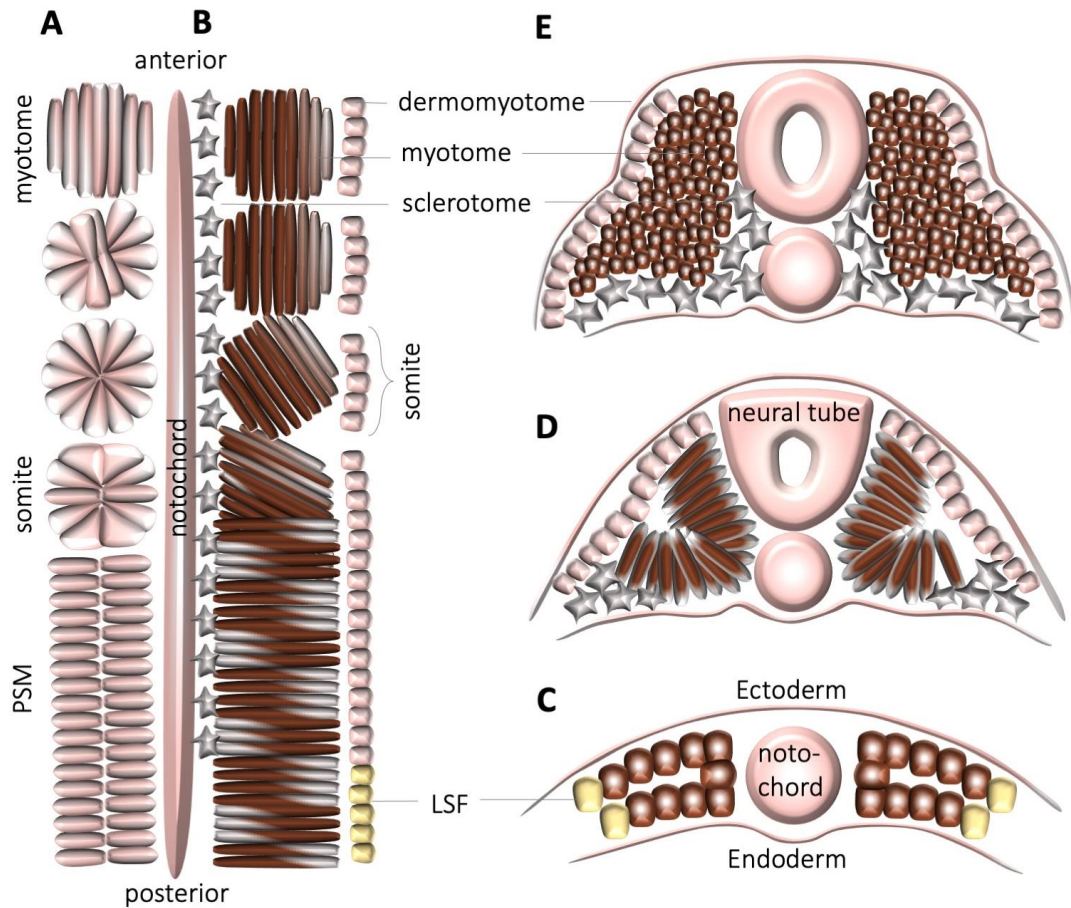 A
B
E
anterior
myotome
dermomyotome
myotome
sclerotome
somite
D
neural tube
notochord
somite
PSM
C
Ectoderm
noto-
chord
LSF
Endoderm
posterior